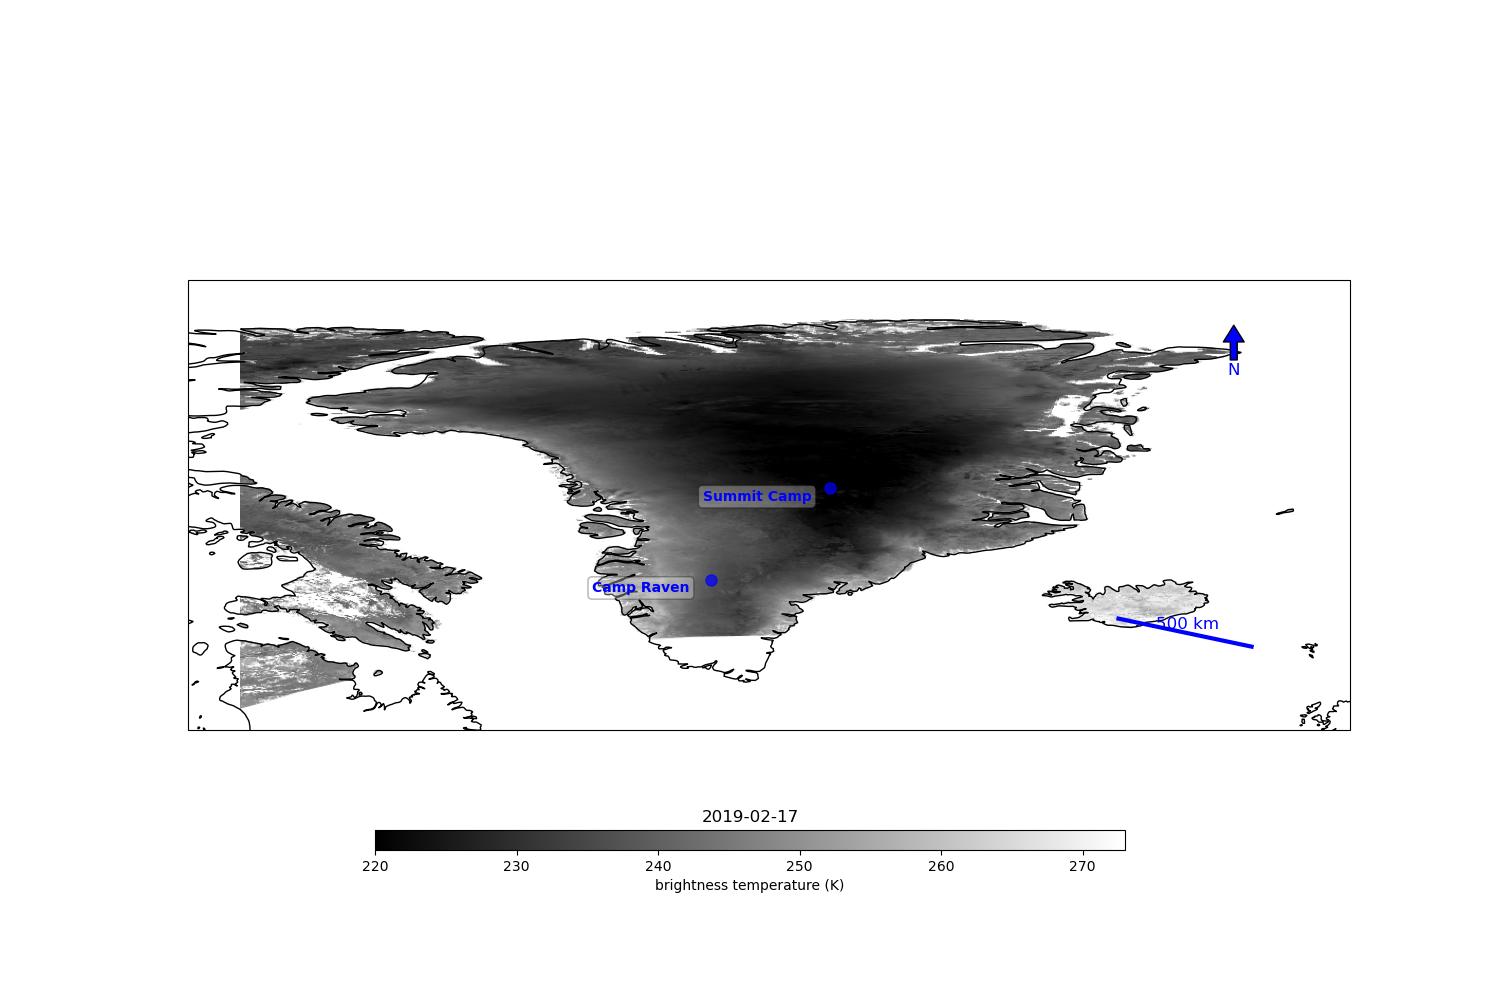 N
Summit Camp
Camp Raven
500 km
2019-02-17
220 230 240 250 260 270
brightness temperature (K)